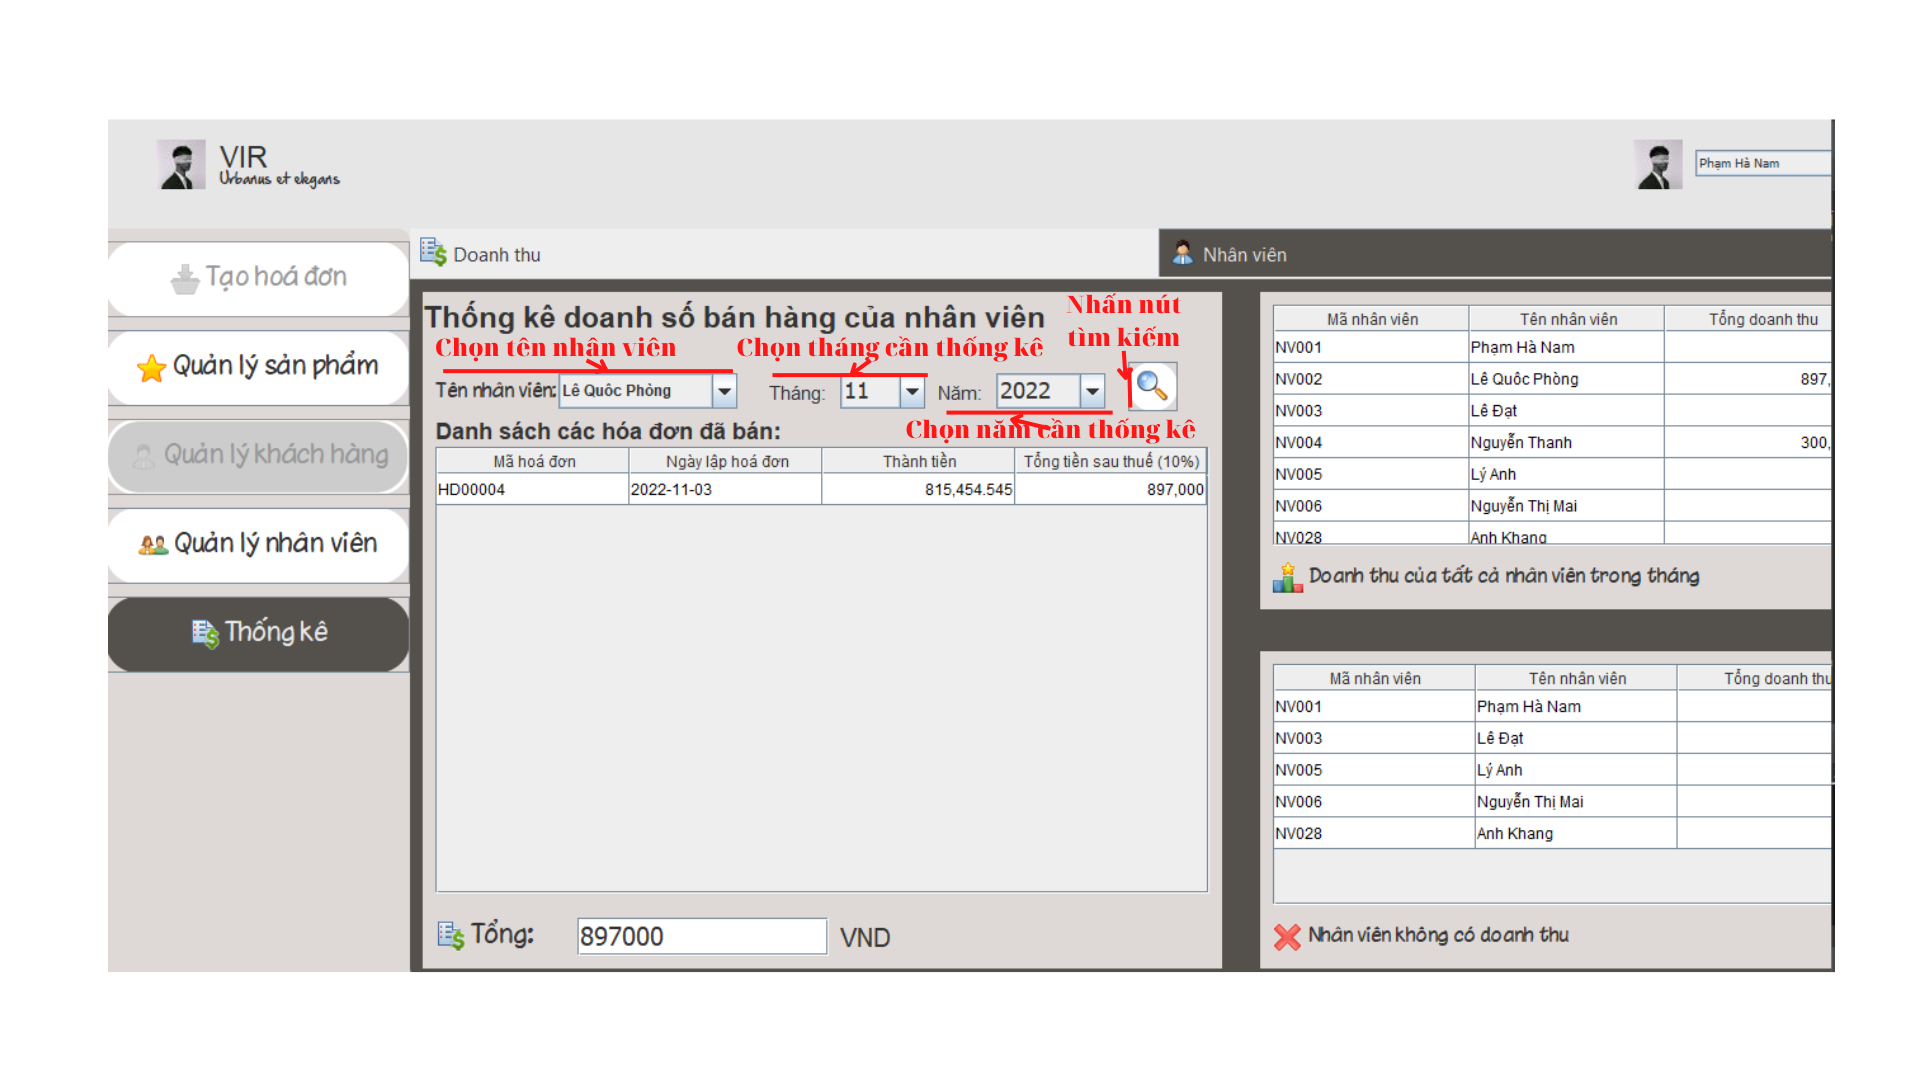 VIR
Urbanus et elegans
Phạm Hà Nam
Tạo hoá đơn
Quản lý sản phẩm
Quản lý khách hàng
Quản lý nhân viên
Thống kê
Doanh thu
Nhân viên
Thống kê doanh số bán hàng của nhân viên
Nhấn nút
tìm kiếm
Chọn tên nhân viên
Chọn tháng cần thống kê
Tên nhân viên: Lê Quôc Phòng
Tháng: 11
Năm: 2022
Chọn năm cần thống kê
Danh sách các hóa đơn đã bán:
Mã hoá đơn Ngày lập hoá đơn Thành tiền Tổng tiền sau thuế (10%)
HD00004 2022-11-03 815,454.545 897,000
Tổng: 897000 VND
Mã nhân viên Tên nhân viên Tổng doanh thu
NV001 Phạm Hà Nam
NV002 Lê Quôc Phòng 897,
NV003 Lê Đạt
NV004 Nguyễn Thanh 300,
NV005 Lý Anh
NV006 Nguyễn Thị Mai
NV028 Anh Khang
Doanh thu của tất cả nhân viên trong tháng
Mã nhân viên Tên nhân viên Tổng doanh thu
NV001 Phạm Hà Nam
NV003 Lê Đạt
NV005 Lý Anh
NV006 Nguyễn Thị Mai
NV028 Anh Khang
Nhân viên không có doanh thu